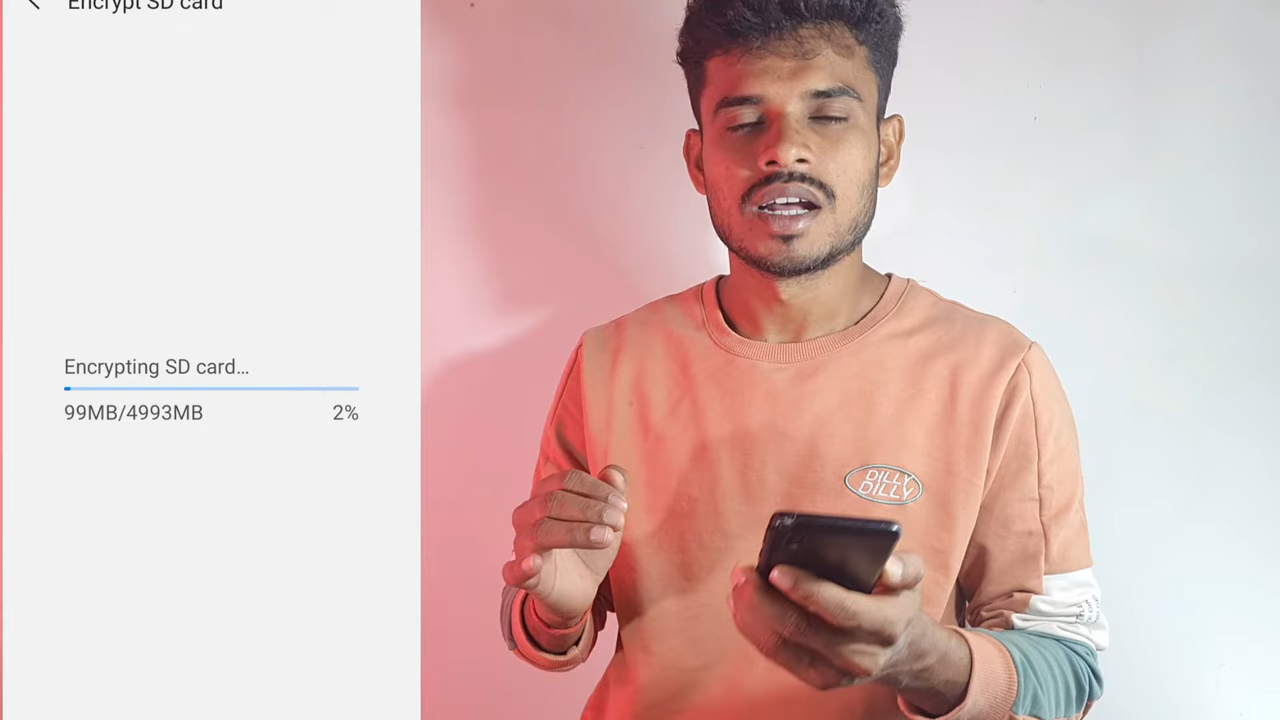 Encrypt SD card
Encrypting SD card...
99MB/4993MB 2%
DILLY
DILLY